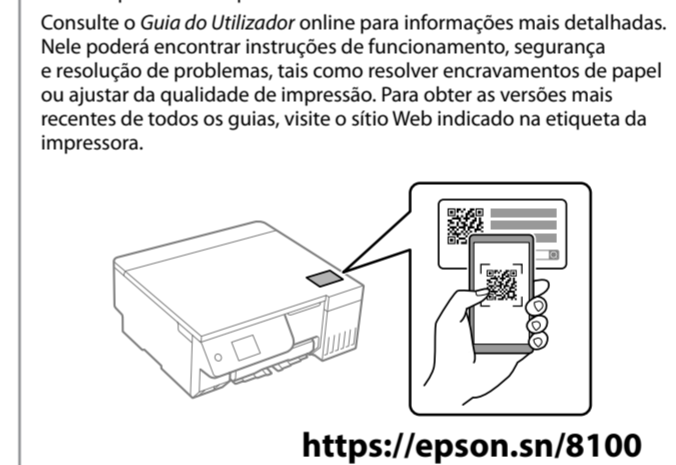 Consulte o Guia do Utilizador online para informações mais detalhadas.
Nele poderá encontrar instruções de funcionamento, segurança
e resolução de problemas, tais como resolver encravamentos de papel
ou ajustar da qualidade de impressão. Para obter as versões mais
recentes de todos os guias, visite o sítio Web indicado na etiqueta da
impressora.
https://epson.sn/8100